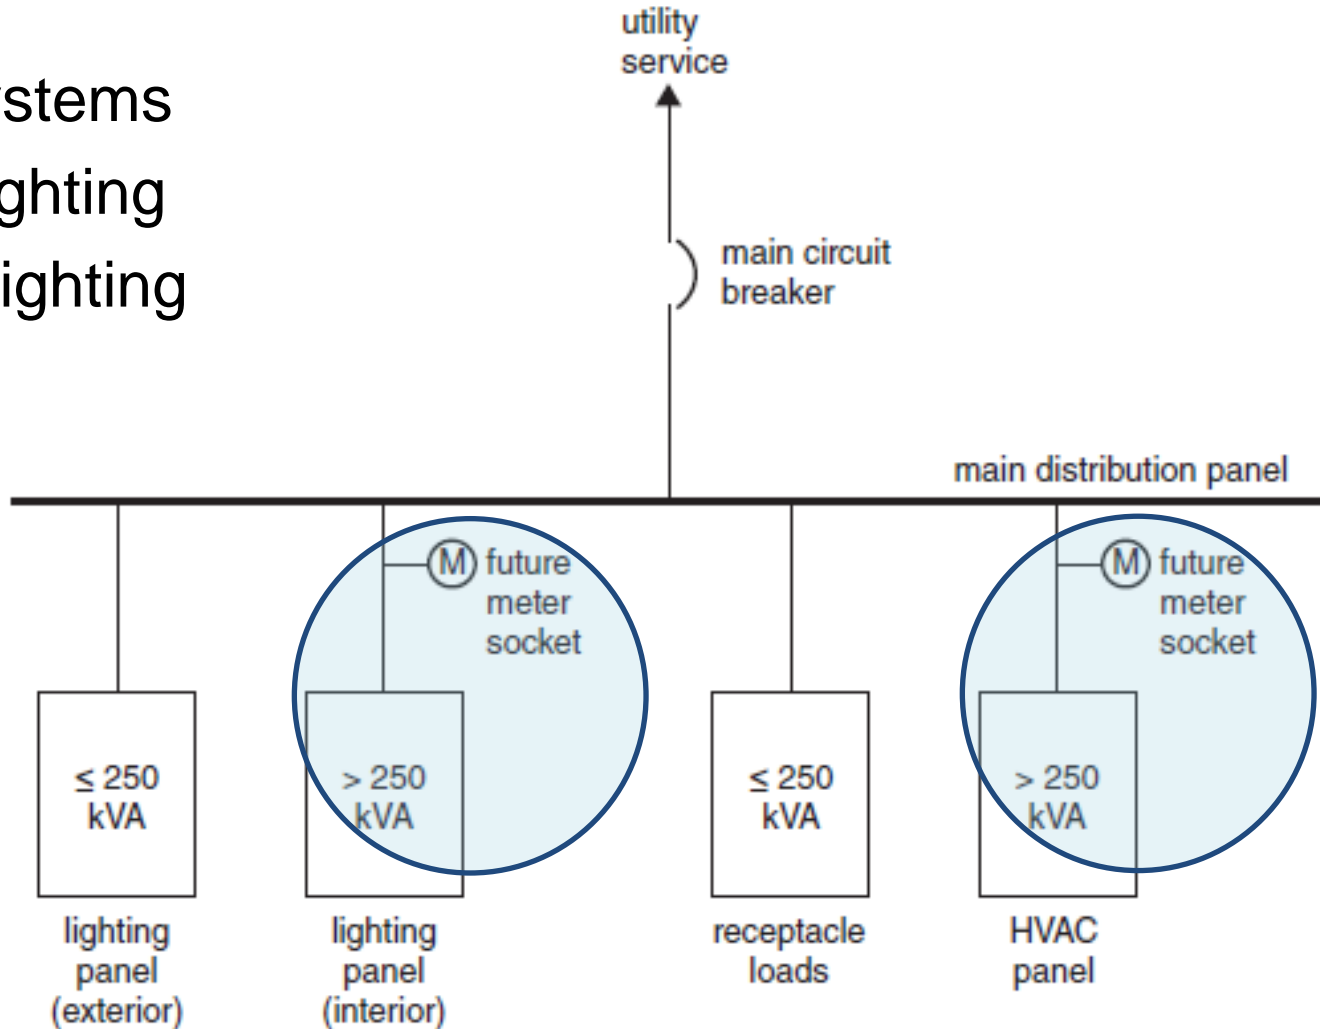 utility
service
ystems
ghting
ighting
main circuit
breaker
main distribution panel
M future
meter
socket
M future
meter
socket
≤ 250
kVA
> 250
kVA
≤ 250
kVA
> 250
kVA
lighting
panel
(exterior)
lighting
panel
(interior)
receptacle
loads
HVAC
panel